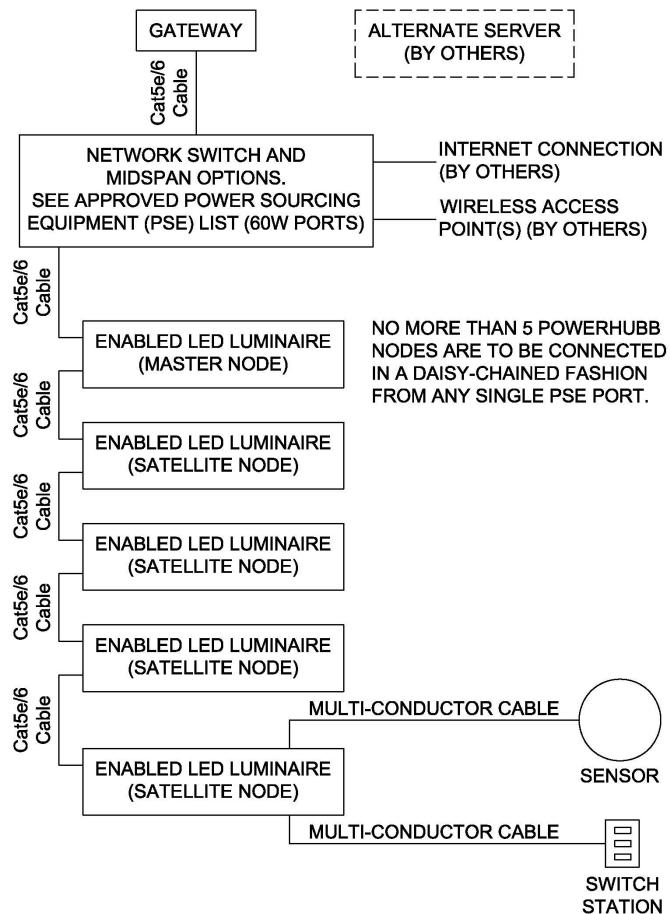 GATEWAY
ALTERNATE SERVER
(BY OTHERS)
Cat5e/6
Cable
NETWORK SWITCH AND
MIDSPAN OPTIONS.
SEE APPROVED POWER SOURCING
EQUIPMENT (PSE) LIST (60W PORTS)
INTERNET CONNECTION
(BY OTHERS)
WIRELESS ACCESS
POINT(S) (BY OTHERS)
Cat5e/6
Cable
ENABLED LED LUMINAIRE
(MASTER NODE)
NO MORE THAN 5 POWERHUBB
NODES ARE TO BE CONNECTED
IN A DAISY-CHAINED FASHION
FROM ANY SINGLE PSE PORT.
Cat5e/6
Cable
ENABLED LED LUMINAIRE
(SATELLITE NODE)
Cat5e/6
Cable
ENABLED LED LUMINAIRE
(SATELLITE NODE)
Cat5e/6
Cable
ENABLED LED LUMINAIRE
(SATELLITE NODE)
Cat5e/6
Cable
ENABLED LED LUMINAIRE
(SATELLITE NODE)
MULTI-CONDUCTOR CABLE
SENSOR
MULTI-CONDUCTOR CABLE
SWITCH
STATION